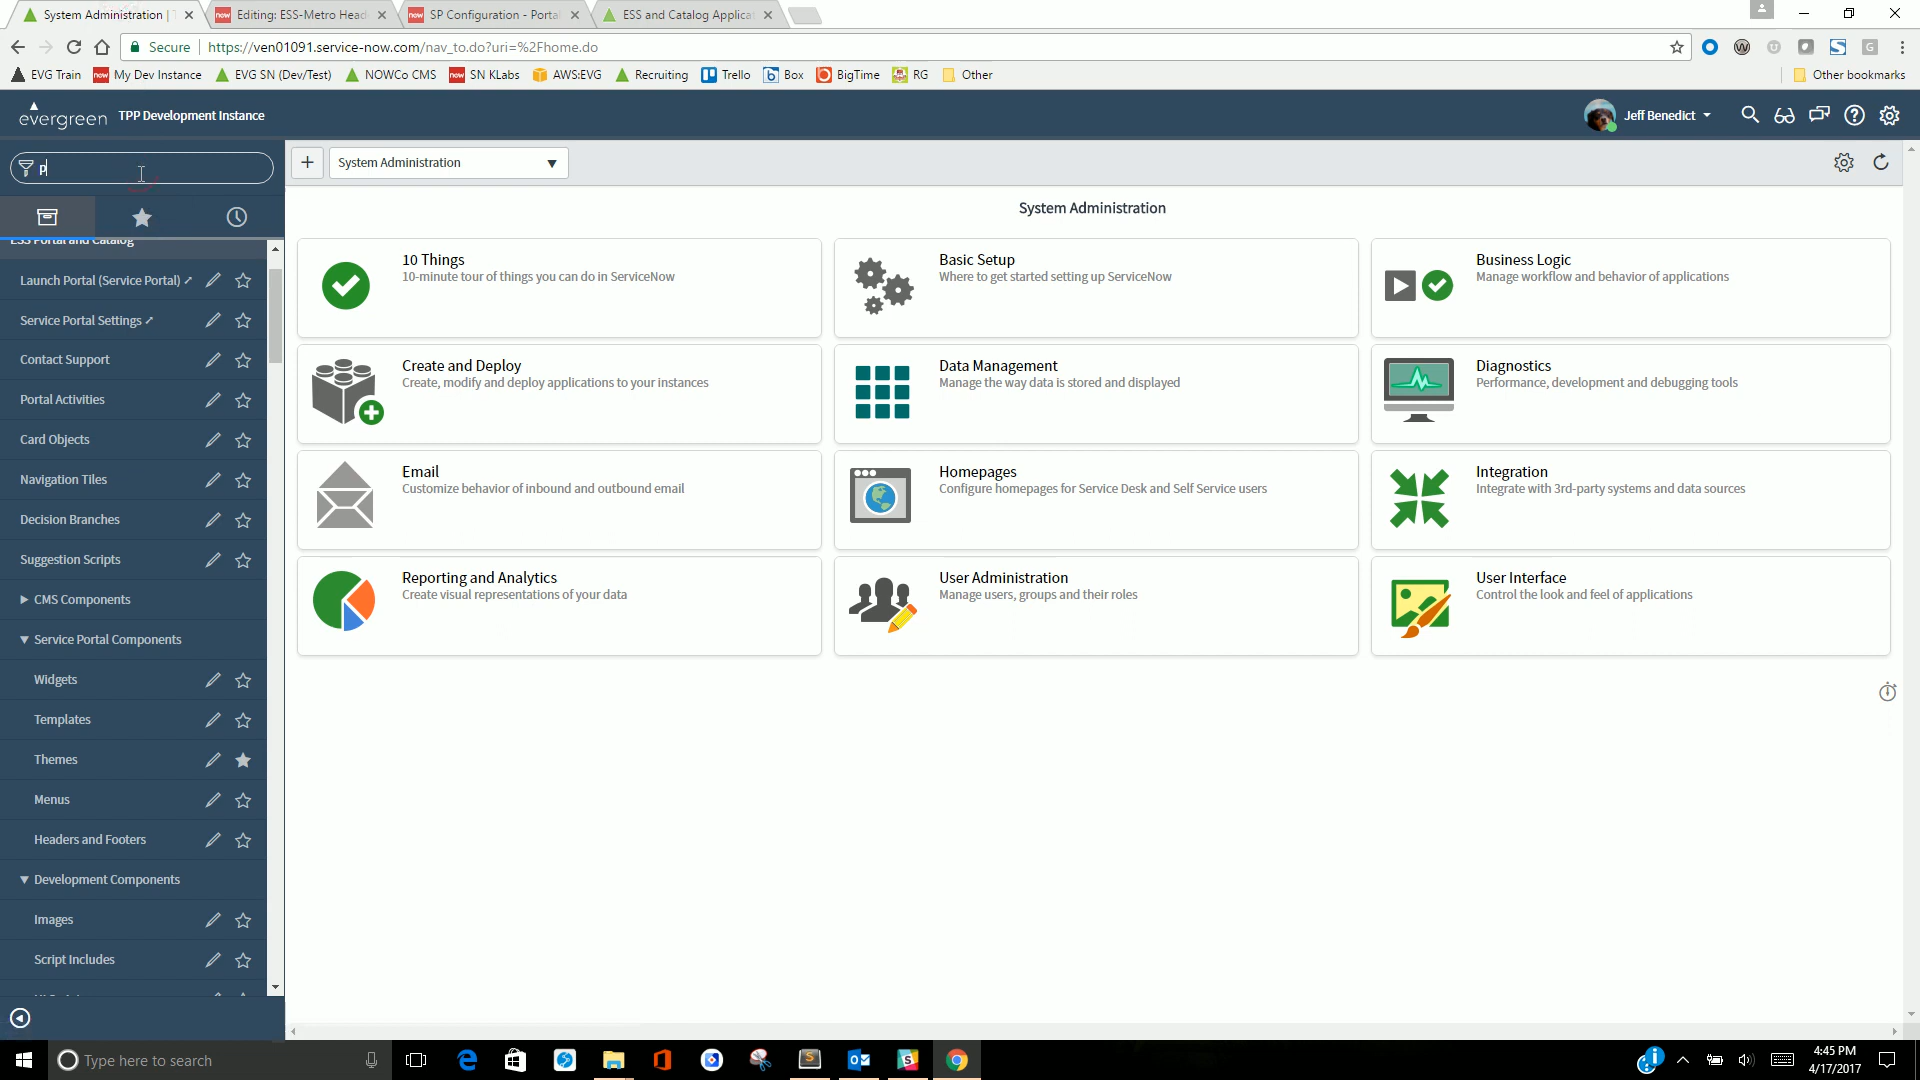 System Administration | T
Editing: ESS-Metro Head
SP Configuration - Porta
ESS and Catalog Applicat
Secure
https://ven01091.service-now.com/nav_to.do?uri=%2Fhome.do
EVG Train
My Dev Instance
EVG SN (Dev/Test)
NOWCo CMS
SN KLabs
AWS:EVG
Recruiting
Trello
Box
BigTime
RG
Other
Other bookmarks
evergreen
TPP Development Instance
Jeff Benedict
p
System Administration
ESS Portal and Catalog
Launch Portal (Service Portal)
Service Portal Settings
Contact Support
Portal Activities
Card Objects
Navigation Tiles
Decision Branches
Suggestion Scripts
CMS Components
Service Portal Components
Widgets
Templates
Themes
Menus
Headers and Footers
Development Components
Images
Script Includes
System Administration
10 Things
10-minute tour of things you can do in ServiceNow
Basic Setup
Where to get started setting up ServiceNow
Business Logic
Manage workflow and behavior of applications
Create and Deploy
Create, modify and deploy applications to your instances
Data Management
Manage the way data is stored and displayed
Diagnostics
Performance, development and debugging tools
Email
Customize behavior of inbound and outbound email
Homepages
Configure homepages for Service Desk and Self Service users
Integration
Integrate with 3rd-party systems and data sources
Reporting and Analytics
Create visual representations of your data
User Administration
Manage users, groups and their roles
User Interface
Control the look and feel of applications
Type here to search
4:45 PM
4/17/2017